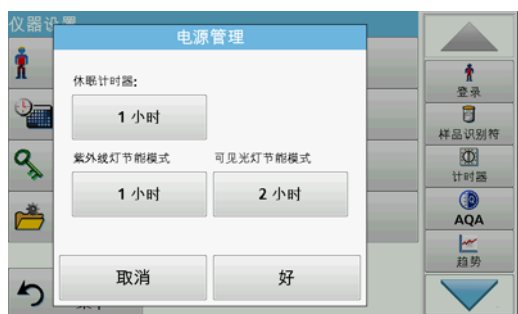 仪器设置
电源管理
休眠计时器:
1 小时
紫外线灯节能模式
可见光灯节能模式
1 小时
2 小时
取消
好
登录
样品识别符
计时器
AQA
趋势